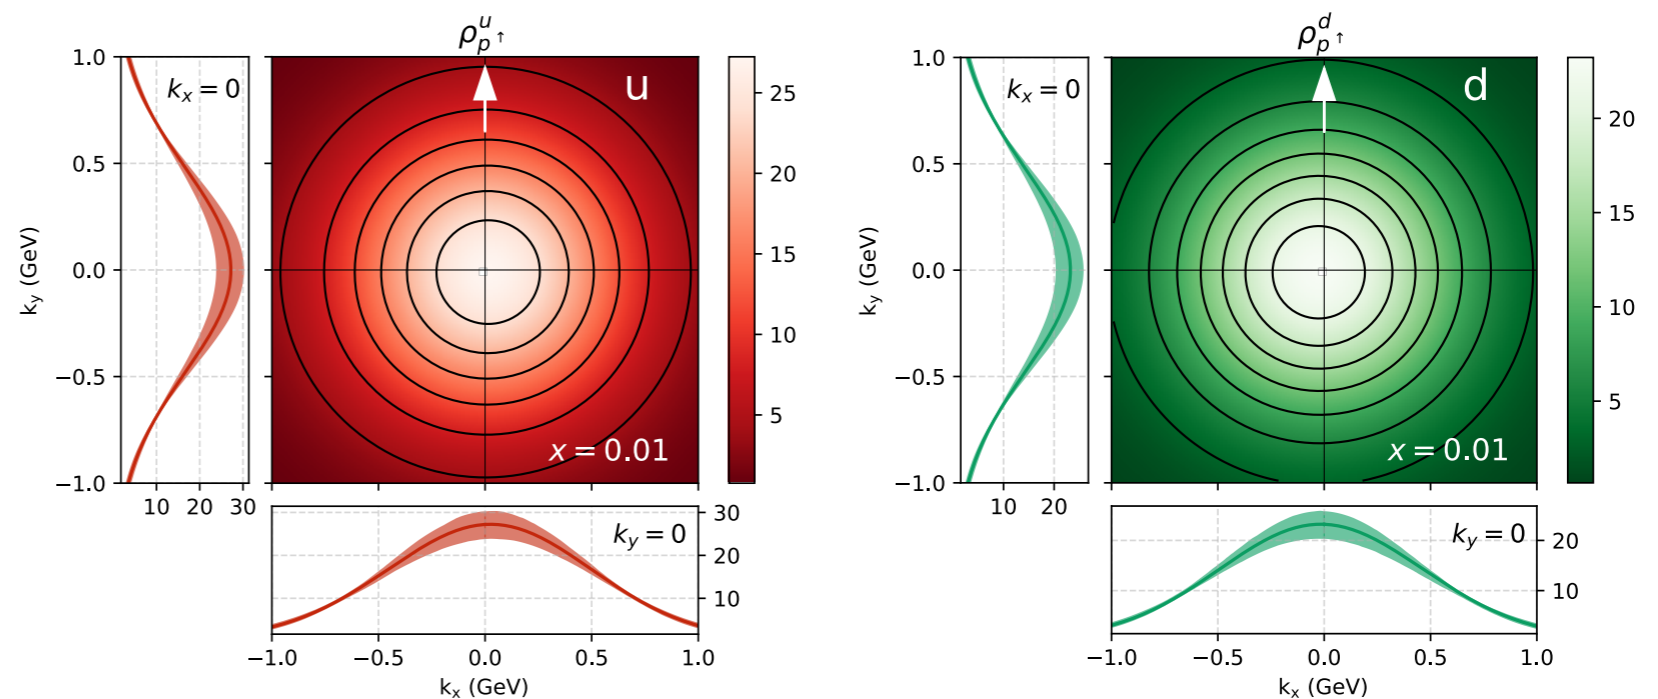 ρ_{p↑}^u
u
k_x = 0
x = 0.01
1.0
0.5
0.0
−0.5
−1.0
k_y (GeV)
10 20 30
25
20
15
10
5
k_y = 0
30
20
10
−1.0 −0.5 0.0 0.5 1.0
k_x (GeV)
ρ_{p↑}^d
d
k_x = 0
x = 0.01
1.0
0.5
0.0
−0.5
−1.0
k_y (GeV)
10 20
20
15
10
5
k_y = 0
20
10
−1.0 −0.5 0.0 0.5 1.0
k_x (GeV)